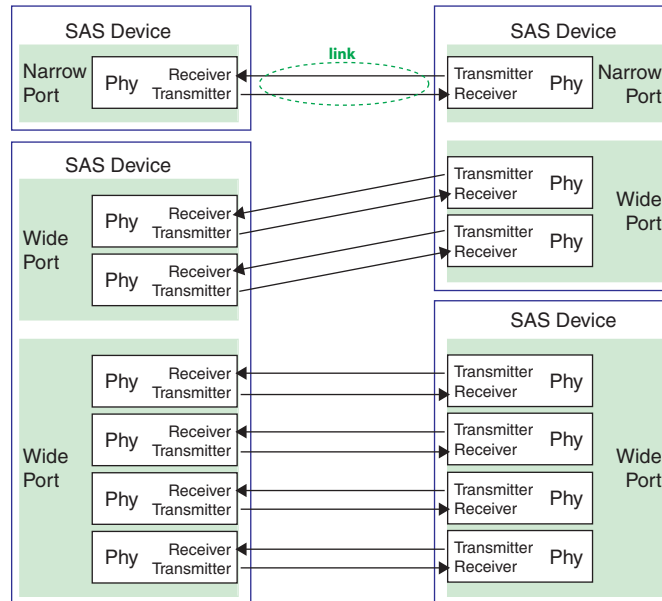 SAS Device
Narrow
Port
Phy
Receiver
Transmitter
link
SAS Device
Transmitter
Receiver
Phy
Narrow
Port
SAS Device
Wide
Port
Phy
Receiver
Transmitter
Phy
Receiver
Transmitter
Transmitter
Receiver
Phy
Transmitter
Receiver
Phy
Wide
Port
Wide
Port
Phy
Receiver
Transmitter
Phy
Receiver
Transmitter
Phy
Receiver
Transmitter
Phy
Receiver
Transmitter
SAS Device
Transmitter
Receiver
Phy
Transmitter
Receiver
Phy
Transmitter
Receiver
Phy
Transmitter
Receiver
Phy
Wide
Port